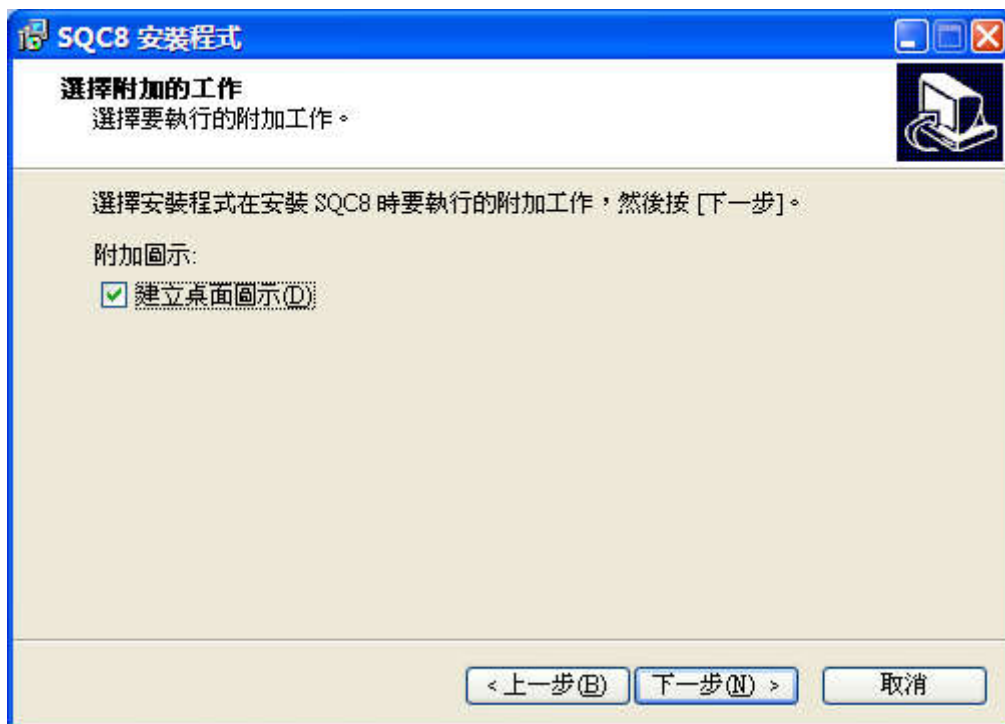 SQC8 安裝程式
選擇附加的工作
選擇要執行的附加工作。
選擇安裝程式在安裝 SQC8 時要執行的附加工作，然後按 [下一步]。
附加圖示:
建立桌面圖示(D)
< 上一步(B) 下一步(N) > 取消